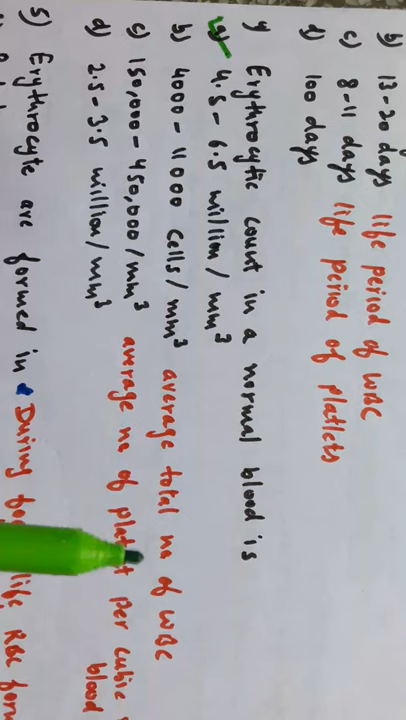 b) 13-20 days life period of WBC
c) 8-11 days life period of platlets
d) 100 days
4) Erythrocytic count in a normal blood is
4.5-6.5 million/mm³
b) 4000-11000 cells/mm³ average total no of WBC
c) 150,000-450,000/mm³ average no of per cubic
blood
d) 2.5-3.5 million/mm³
5) Erythrocyte are formed in During life RBC